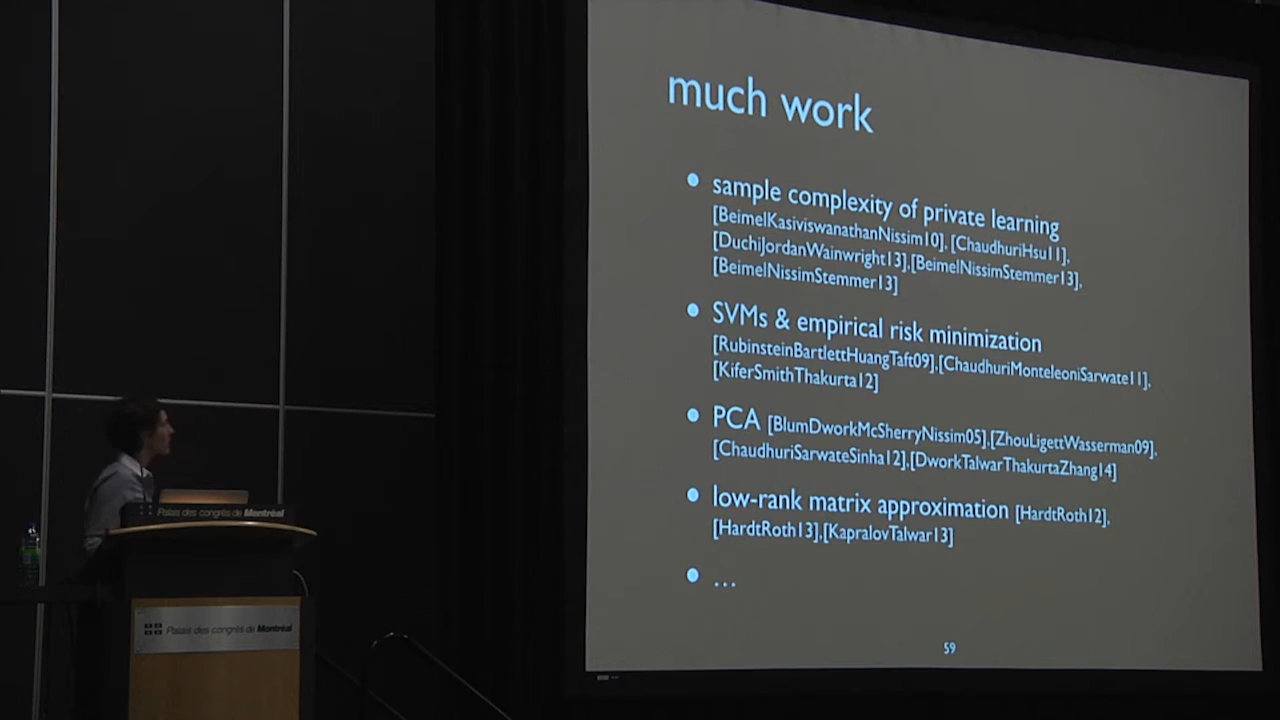 much work
• sample complexity of private learning
[BeimelKasiviswanathanNissim10], [ChaudhuriHsu11],
[DuchiJordanWainwright13],[BeimelNissimStemmer13],
[BeimelNissimStemmer13]
• SVMs & empirical risk minimization
[RubinsteinBartlettHuangTaft09],[ChaudhuriMonteleoniSarwate11],
[KiferSmithThakurta12]
• PCA [BlumDworkMcSherryNissim05],[ZhouLigettWasserman09],
[ChaudhuriSarwateSinha12],[DworkTalwarThakurtaZhang14]
• low-rank matrix approximation [HardtRoth12],
[HardtRoth13],[KapralovTalwar13]
• ...
59
Palais des congrès de Montréal
Palais des congrès de Montréal